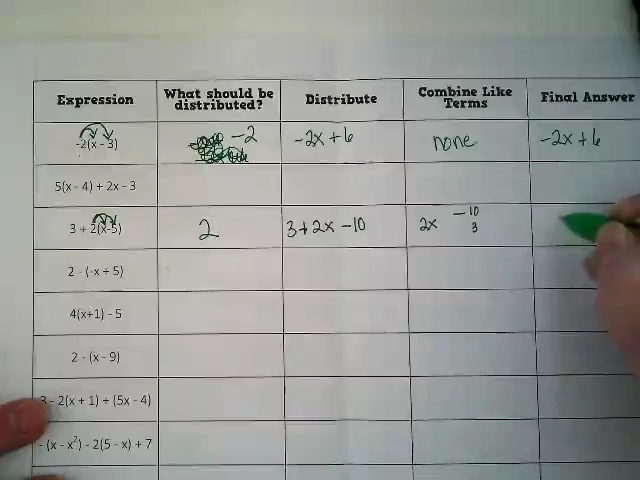 Expression What should be distributed? Distribute Combine Like Terms Final Answer
-2(x - 3) -2 -2x + 6 none -2x + 6
5(x - 4) + 2x - 3
3 + 2(x-5) 2 3 + 2x - 10 2x - 10 3
2 - (-x + 5)
4(x+1) - 5
2 - (x - 9)
3 - 2(x + 1) + (5x - 4)
- (x - x²) - 2(5 - x) + 7